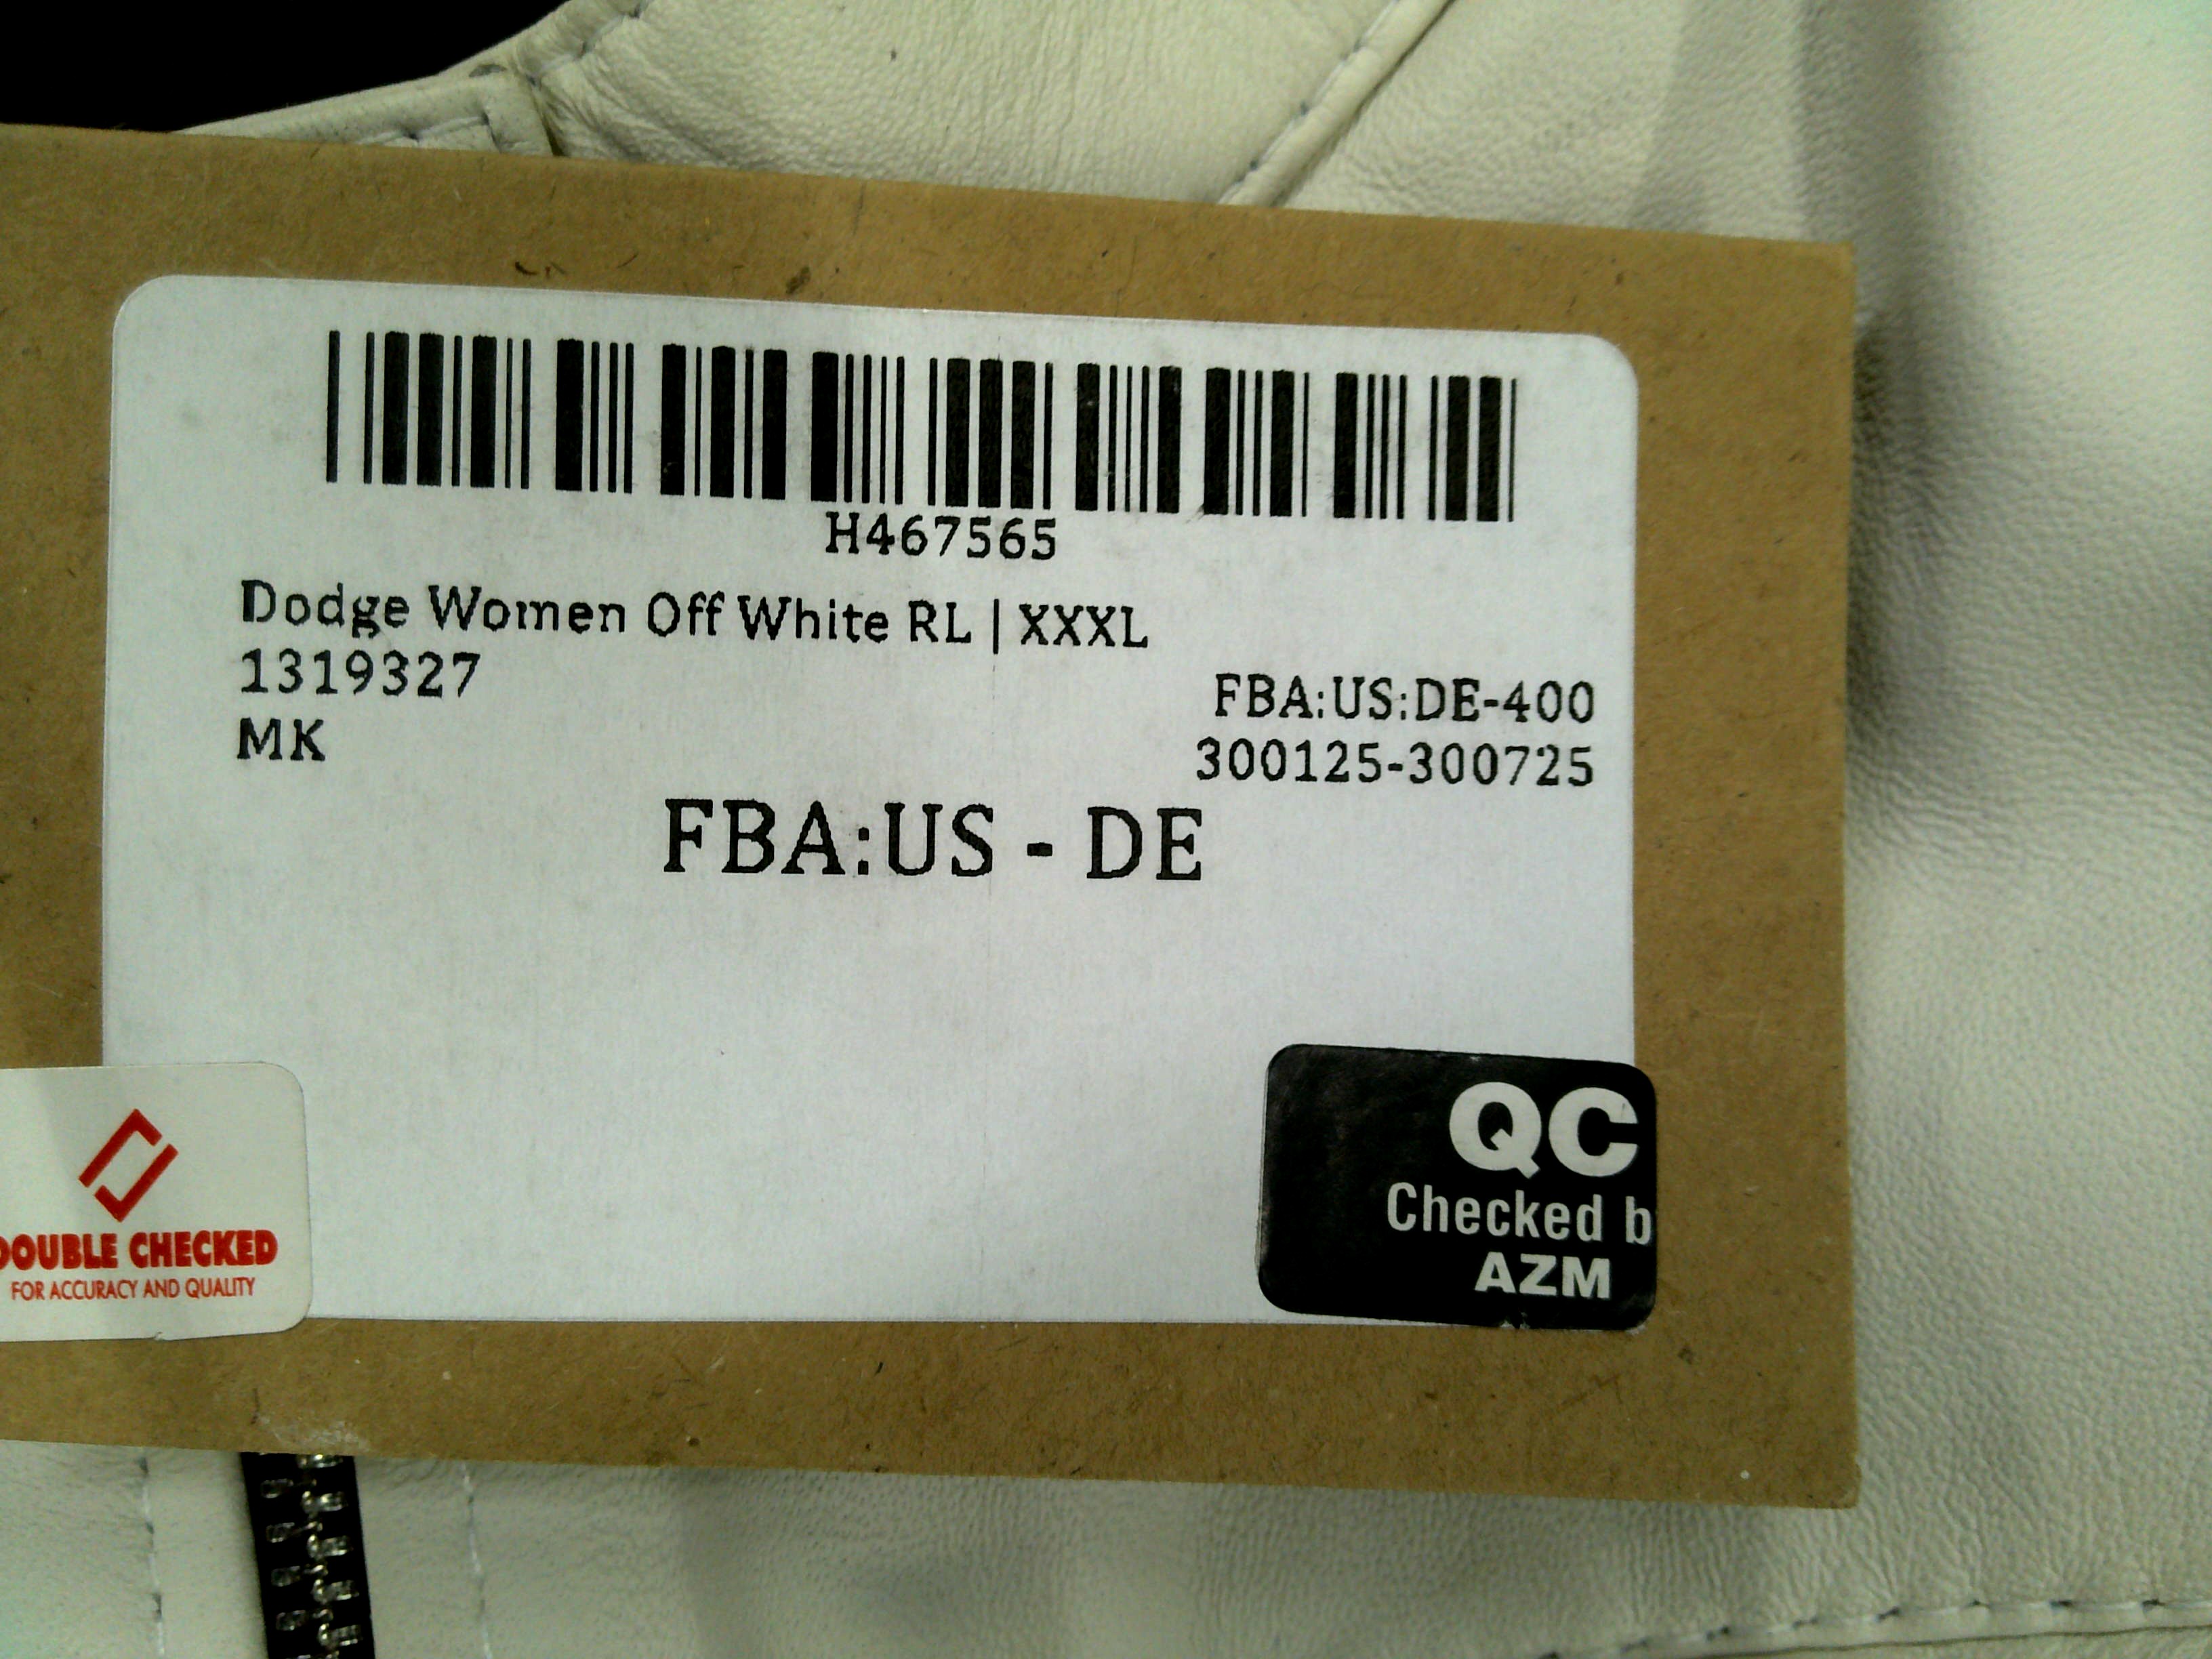 H467565
Dodge Women Off White RL | XXXL
1319327
FBA:US:DE-400
MK
300125-300725
FBA:US - DE
QC
Checked b
AZM
DOUBLE CHECKED
FOR ACCURACY AND QUALITY